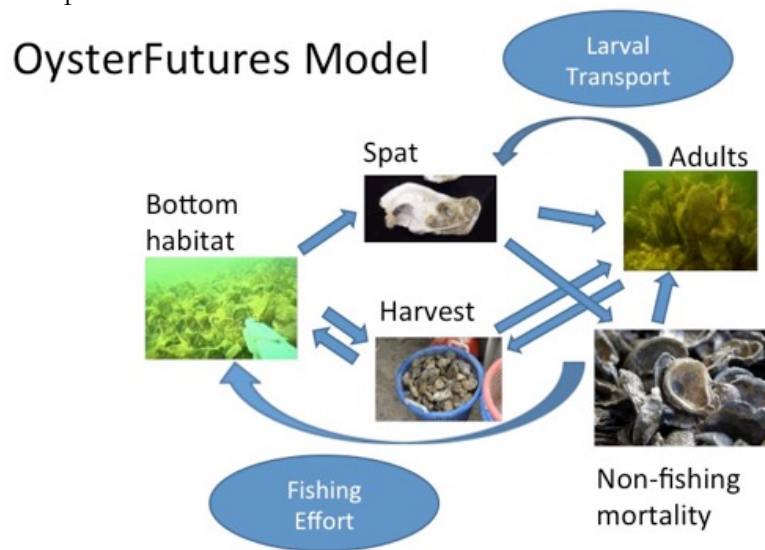 OysterFutures Model
Larval
Transport
Spat
Adults
Bottom
habitat
Harvest
Fishing
Effort
Non-fishing
mortality